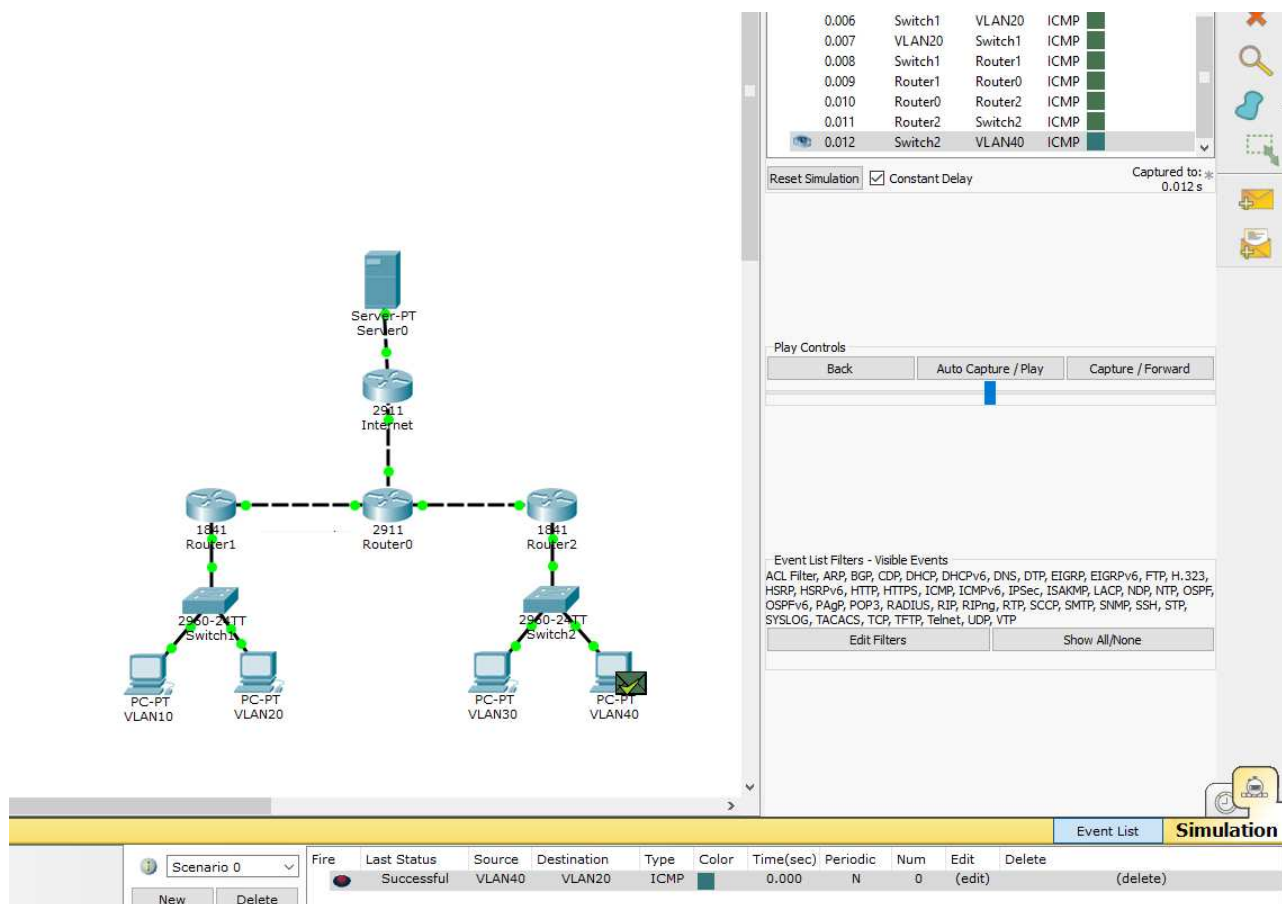 0.006 Switch1 VLAN20 ICMP
0.007 VLAN20 Switch1 ICMP
0.008 Switch1 Router1 ICMP
0.009 Router1 Router0 ICMP
0.010 Router0 Router2 ICMP
0.011 Router2 Switch2 ICMP
0.012 Switch2 VLAN40 ICMP
Reset Simulation Constant Delay Captured to: *
0.012 s
Server-PT
Server0
Play Controls
Back Auto Capture / Play Capture / Forward
2911
Internet
1841 2911 1841
Router1 Router0 Router2
Event List Filters - Visible Events
ACL Filter, ARP, BGP, CDP, DHCP, DHCPv6, DNS, DTP, EIGRP, EIGRPv6, FTP, H.323,
HSRP, HSRPv6, HTTP, HTTPS, ICMP, ICMPv6, IPSec, ISAKMP, LACP, NDP, NTP, OSPF,
OSPFv6, PAgP, POP3, RADIUS, RIP, RIPng, RTP, SCCP, SMTP, SNMP, SSH, STP,
SYSLOG, TACACS, TCP, TFTP, Telnet, UDP, VTP
Edit Filters Show All/None
2960-24TT 2960-24TT
Switch1 Switch2
PC-PT PC-PT PC-PT PC-PT
VLAN10 VLAN20 VLAN30 VLAN40
Event List Simulation
Scenario 0
New Delete
Fire Last Status Source Destination Type Color Time(sec) Periodic Num Edit Delete
Successful VLAN40 VLAN20 ICMP 0.000 N 0 (edit) (delete)